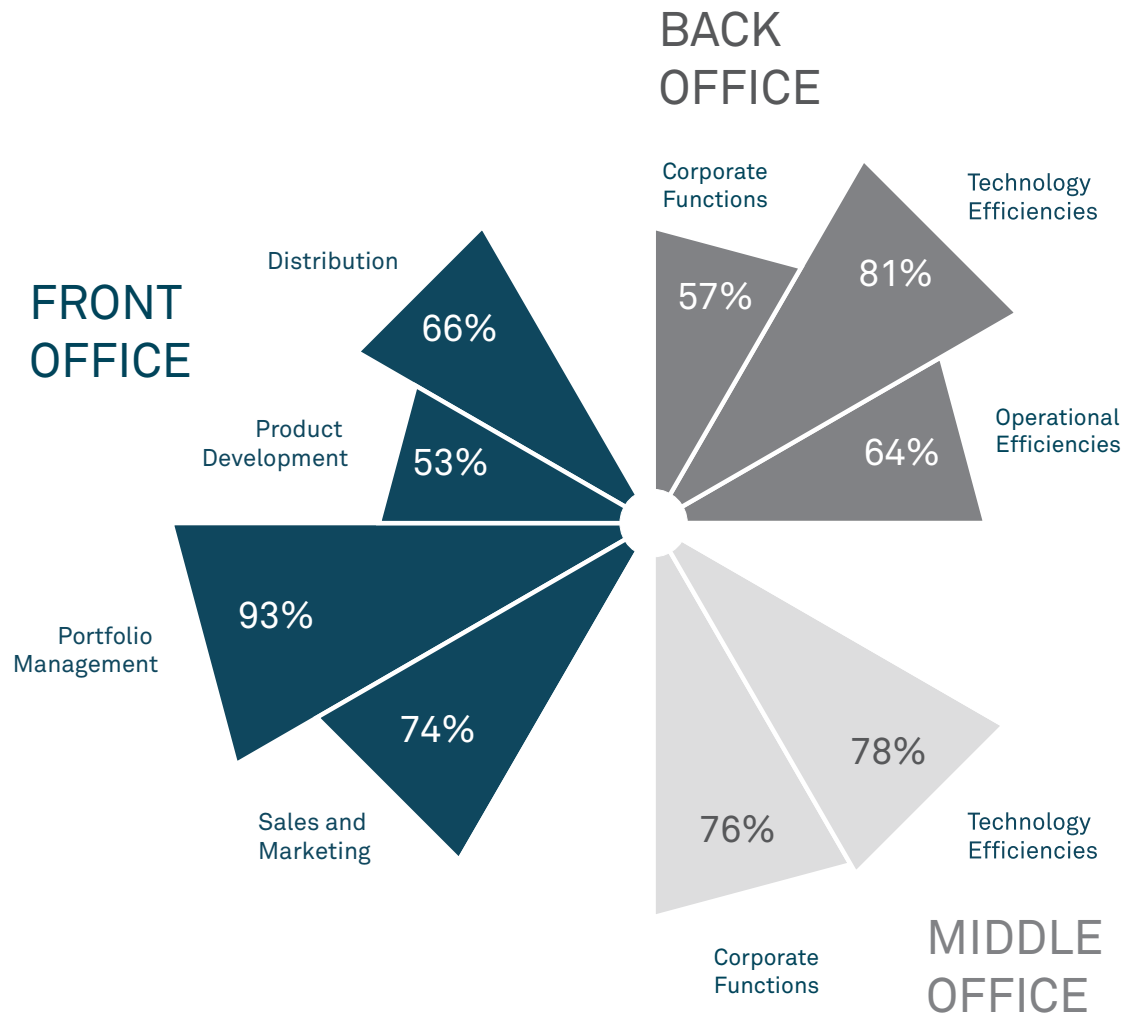 BACK
OFFICE
Corporate
Functions
57%
Technology
Efficiencies
81%
Operational
Efficiencies
64%
FRONT
OFFICE
Distribution
66%
Product
Development
53%
Portfolio
Management
93%
Sales and
Marketing
74%
78%
Technology
Efficiencies
76%
Corporate
Functions
MIDDLE
OFFICE